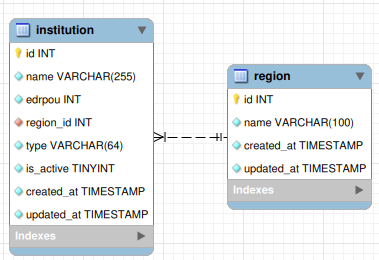 institution
id INT
name VARCHAR(255)
edrpou INT
region_id INT
type VARCHAR(64)
is_active TINYINT
created_at TIMESTAMP
updated_at TIMESTAMP
Indexes
region
id INT
name VARCHAR(100)
created_at TIMESTAMP
updated_at TIMESTAMP
Indexes